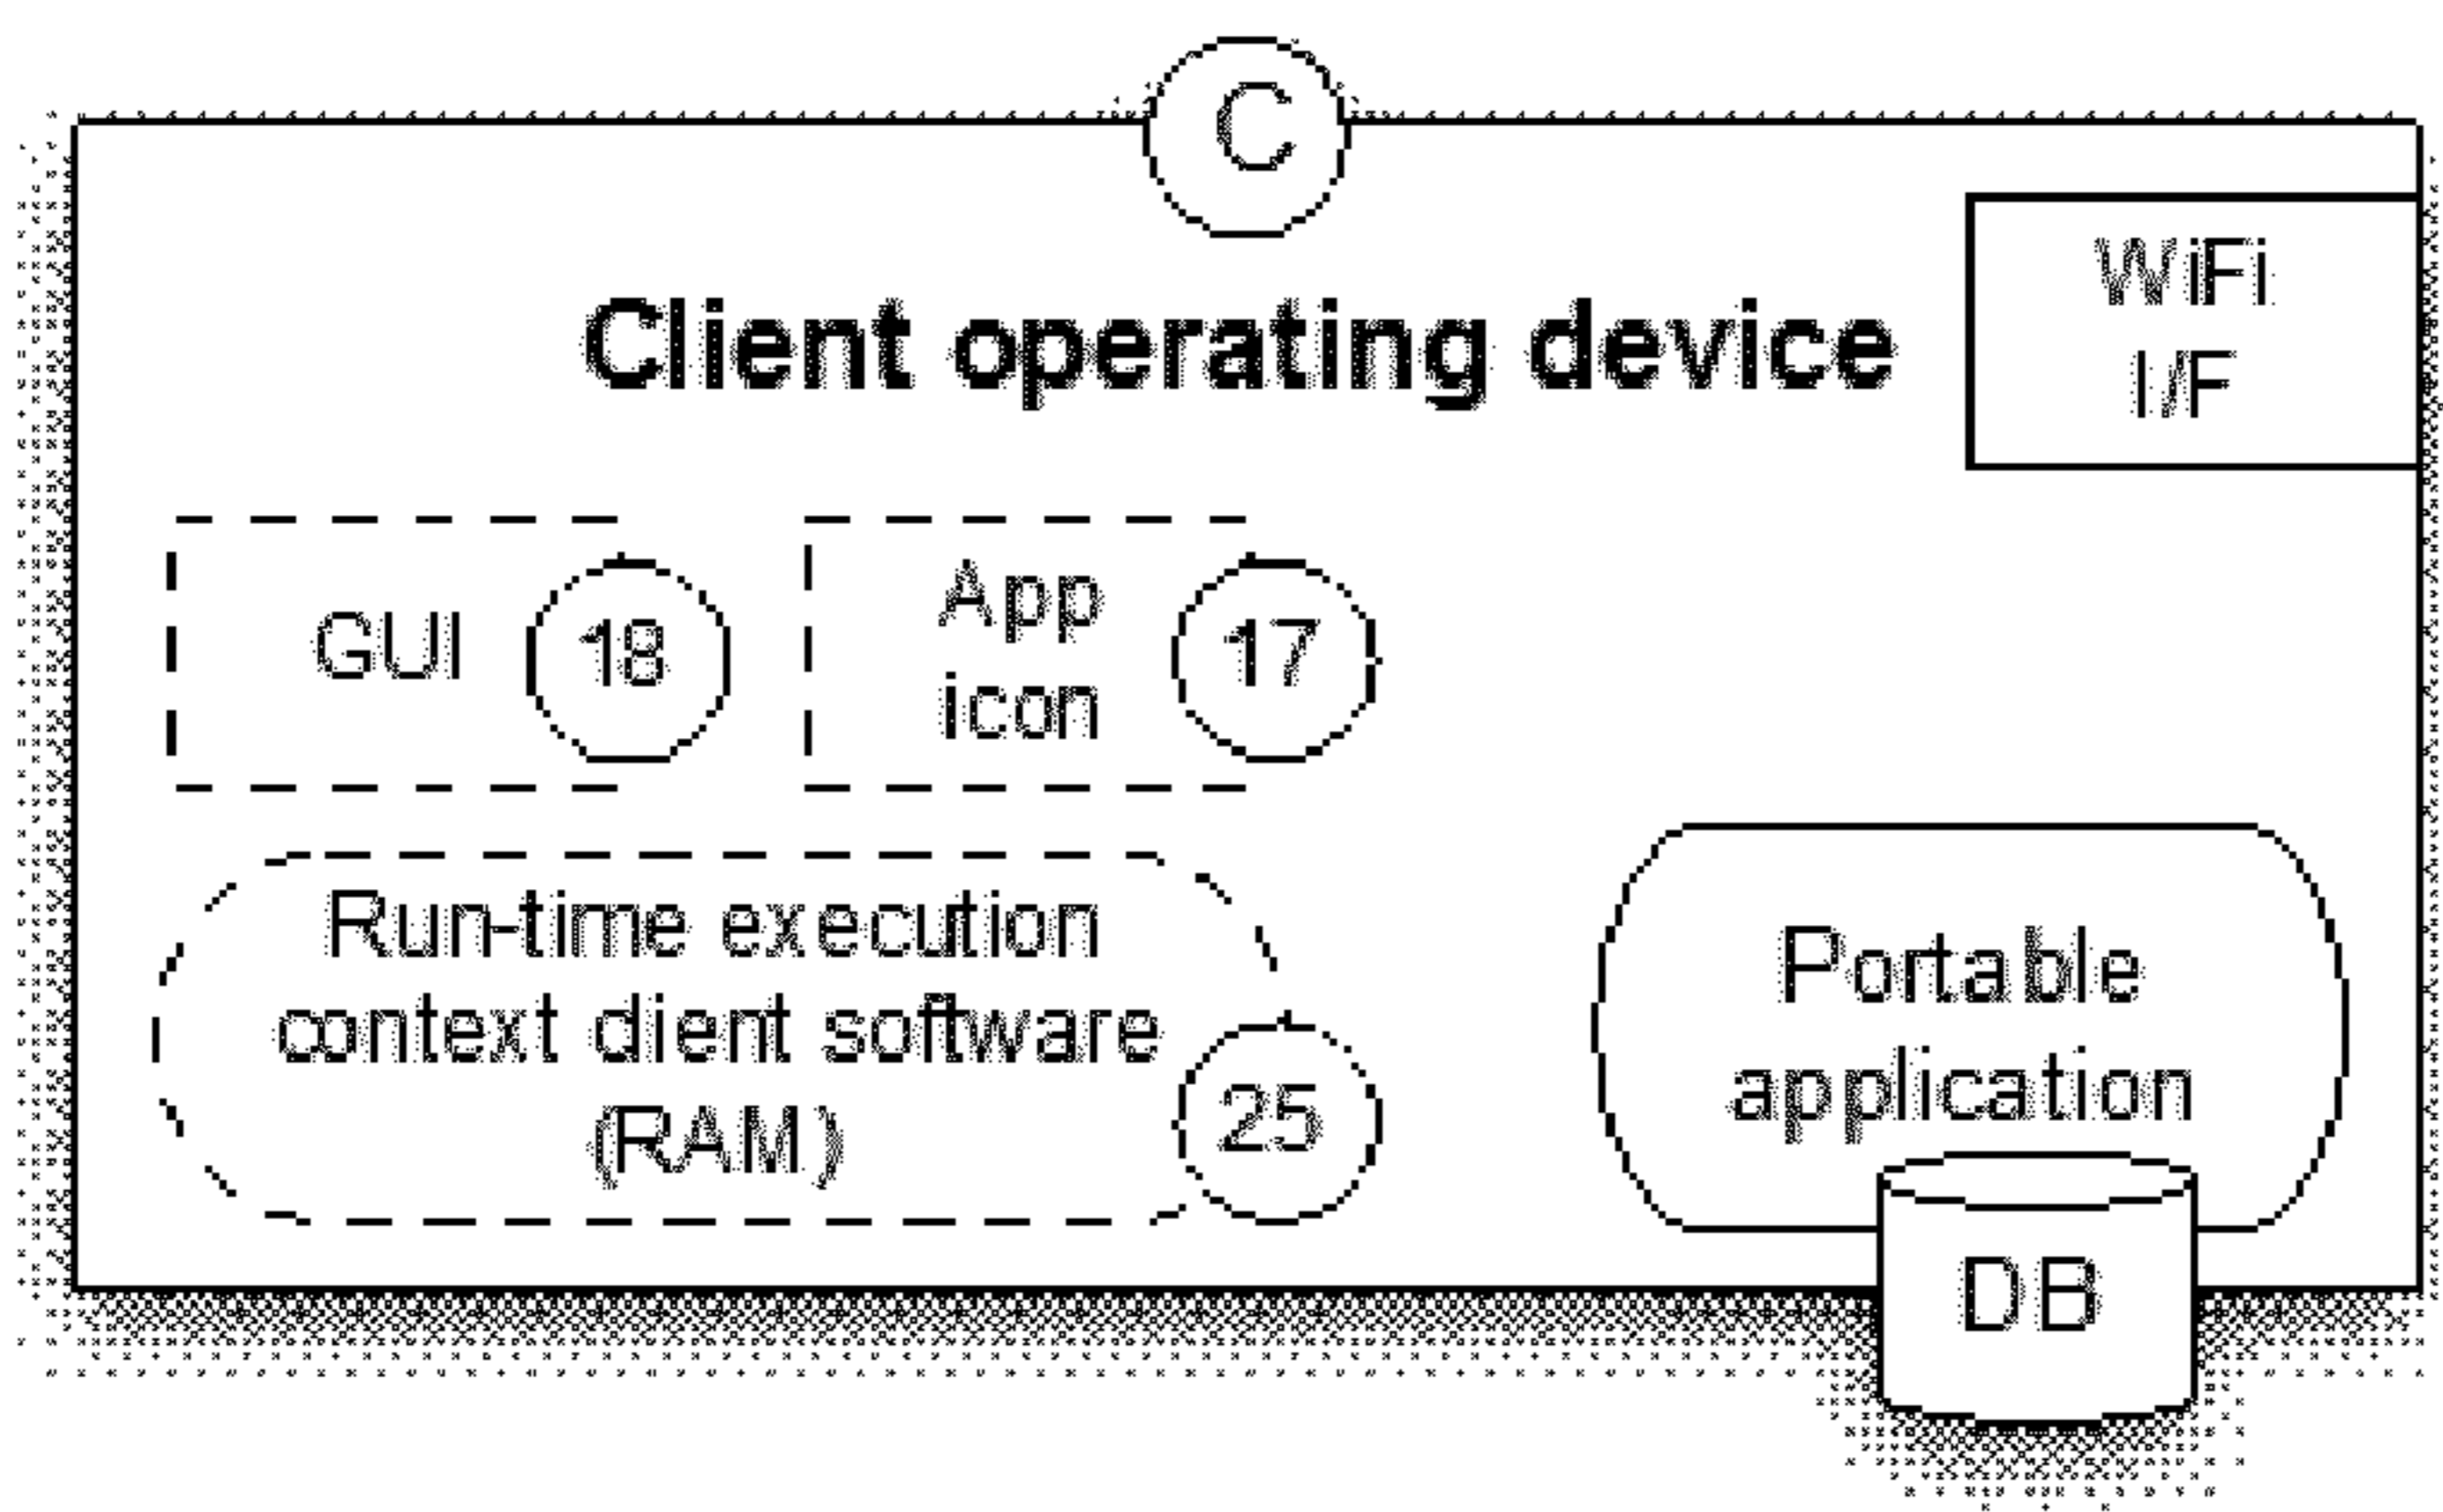 C
Client operating device
WiFi
I/F
GUI
18
App
icon
17
Run-time execution
context client software
(RAM)
25
Portable
application
DB